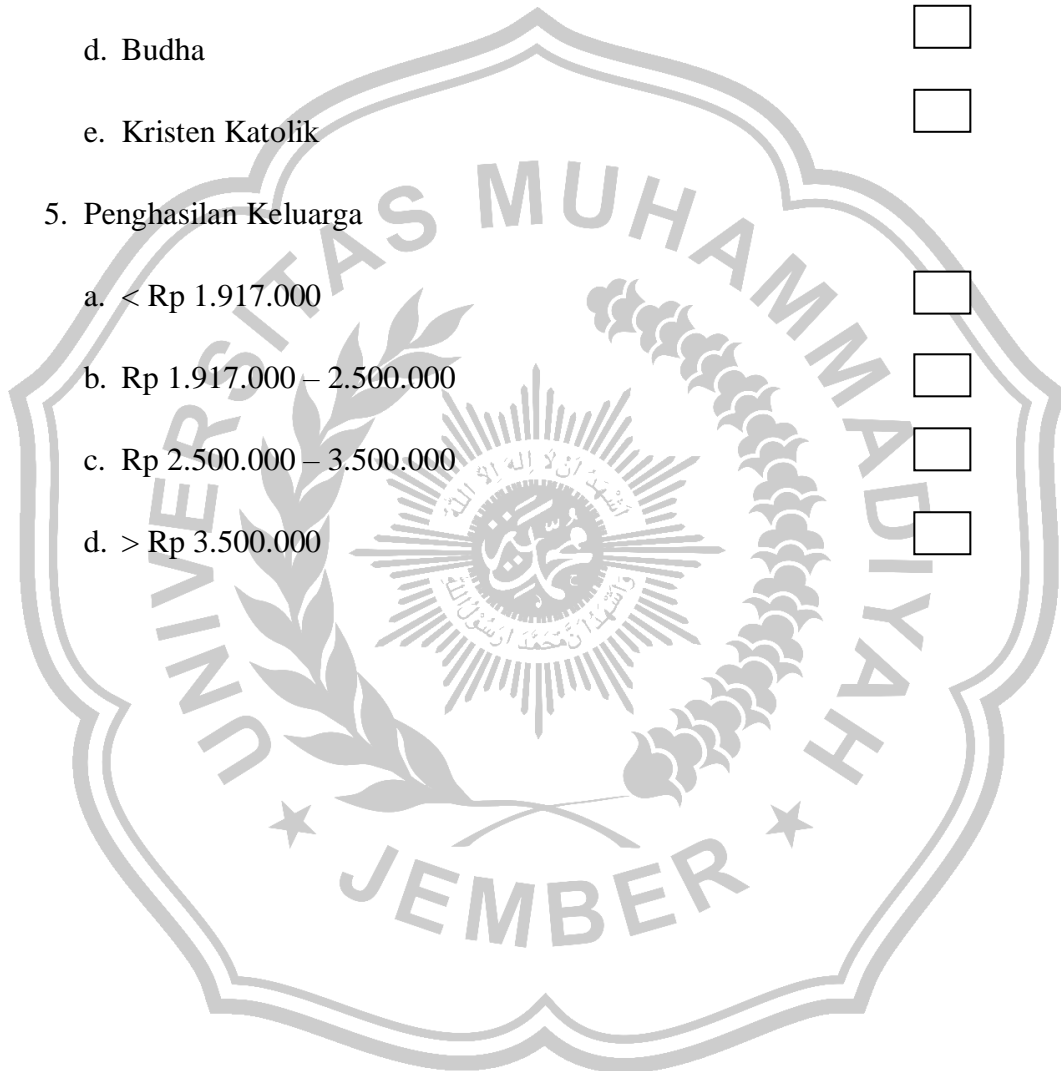 d. Budha
e. Kristen Katolik
5. Penghasilan Keluarga
a. < Rp 1.917.000
b. Rp 1.917.000 – 2.500.000
c. Rp 2.500.000 – 3.500.000
d. > Rp 3.500.000
UNIVERSITAS MUHAMMADIYAH
JEMBER